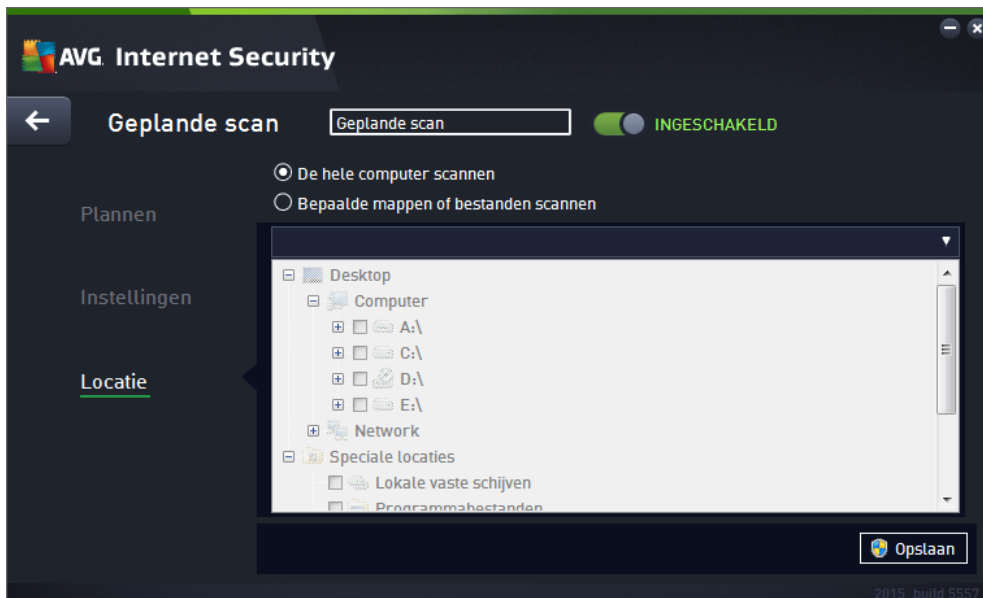 AVG. Internet Security
Geplande scan
Geplande scan
INGESCHAKELD
De hele computer scannen
Bepaalde mappen of bestanden scannen
Plannen
Instellingen
Locatie
Desktop
Computer
A:\
C:\
D:\
E:\
Network
Speciale locaties
Lokale vaste schijven
Programmabestanden
Opslaan
2015, build 5557